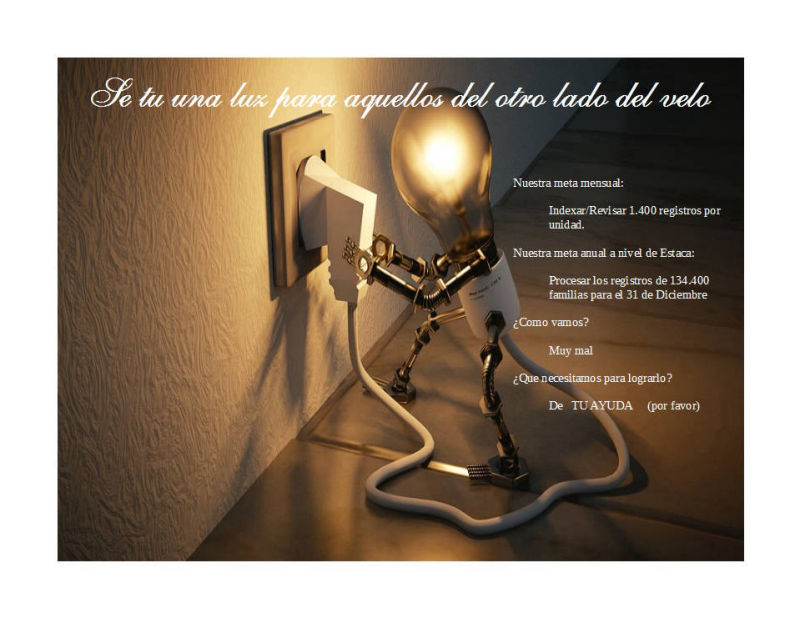 Se tu una luz para aquellos del otro lado del velo
Nuestra meta mensual:
Indexar/Revisar 1.400 registros por
unidad.
Nuestra meta anual a nivel de Estaca:
Procesar los registros de 134.400
familias para el 31 de Diciembre
¿Como vamos?
Muy mal
¿Que necesitamos para lograrlo?
De TU AYUDA (por favor)